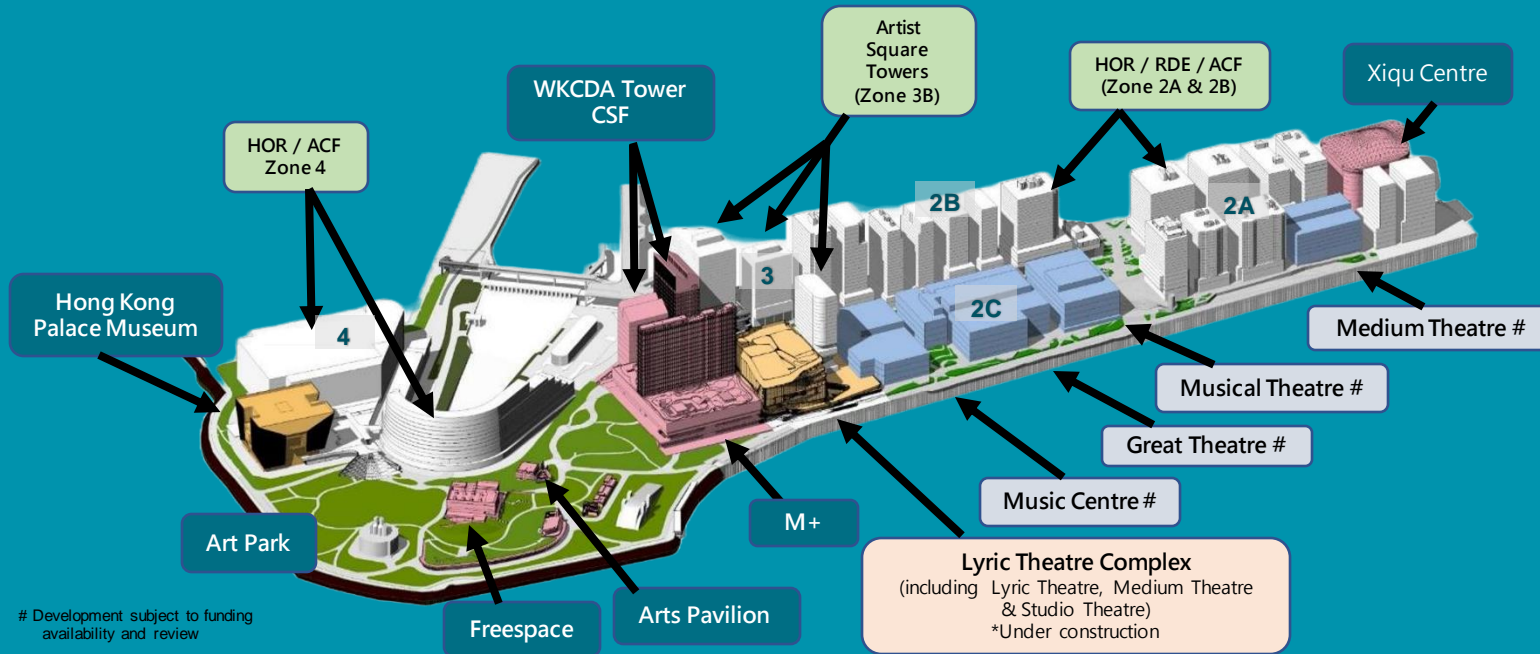 Artist
Square
Towers
(Zone 3B)
HOR / RDE / ACF
(Zone 2A & 2B)
Xiqu Centre
WKCDA Tower
CSF
HOR / ACF
Zone 4
2B
2A
Hong Kong
Palace Museum
4
3
2C
Medium Theatre #
Musical Theatre #
Great Theatre #
Music Centre #
M+
Art Park
Lyric Theatre Complex
(including Lyric Theatre, Medium Theatre
& Studio Theatre)
*Under construction
Arts Pavilion
Freespace
# Development subject to funding
availability and review